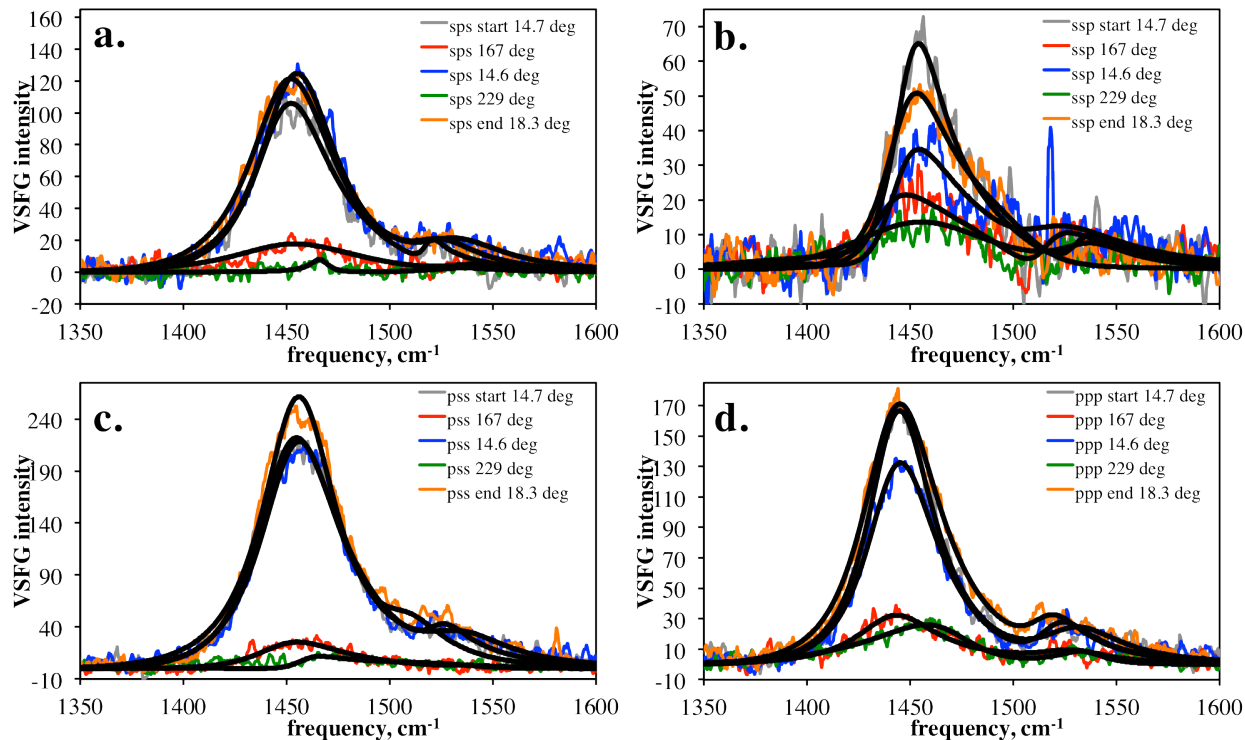 a.
sps start 14.7 deg
sps 167 deg
sps 14.6 deg
sps 229 deg
sps end 18.3 deg
VSFG intensity
160
140
120
100
80
60
40
20
0
-20
1350 1400 1450 1500 1550 1600
frequency, cm-1
b.
ssp start 14.7 deg
ssp 167 deg
ssp 14.6 deg
ssp 229 deg
ssp end 18.3 deg
VSFG intensity
70
60
50
40
30
20
10
0
-10
1350 1400 1450 1500 1550 1600
frequency, cm-1
c.
pss start 14.7 deg
pss 167 deg
pss 14.6 deg
pss 229 deg
pss end 18.3 deg
VSFG intensity
240
190
140
90
40
-10
1350 1400 1450 1500 1550 1600
frequency, cm-1
d.
ppp start 14.7 deg
ppp 167 deg
ppp 14.6 deg
ppp 229 deg
ppp end 18.3 deg
VSFG intensity
170
150
130
110
90
70
50
30
10
-10
1350 1400 1450 1500 1550 1600
frequency, cm-1